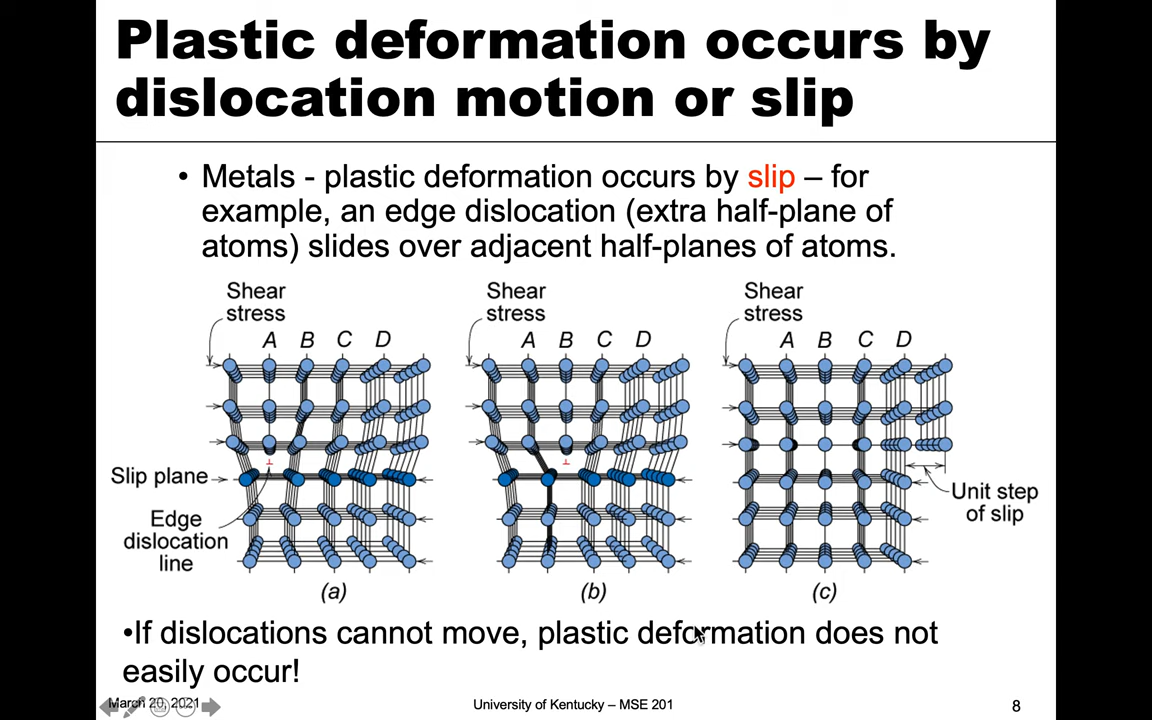 Plastic deformation occurs by
dislocation motion or slip
• Metals - plastic deformation occurs by slip – for
example, an edge dislocation (extra half-plane of
atoms) slides over adjacent half-planes of atoms.
Shear
stress
A B C D
Slip plane
Edge
dislocation
line
(a)
Shear
stress
A B C D
(b)
Shear
stress
A B C D
Unit step
of slip
(c)
•If dislocations cannot move, plastic deformation does not
easily occur!
March 20, 2021
University of Kentucky – MSE 201
8